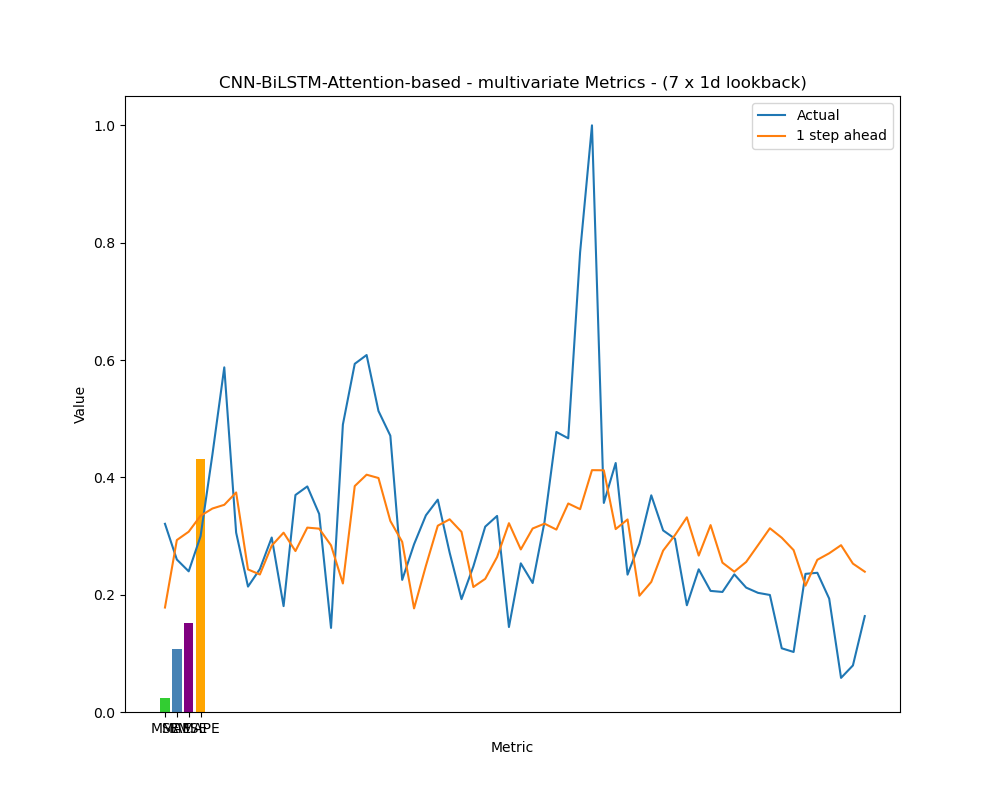 CNN-BiLSTM-Attention-based - multivariate Metrics - (7 x 1d lookback)
Actual
1 step ahead
1.0
0.8
0.6
0.4
0.2
0.0
Value
Metric